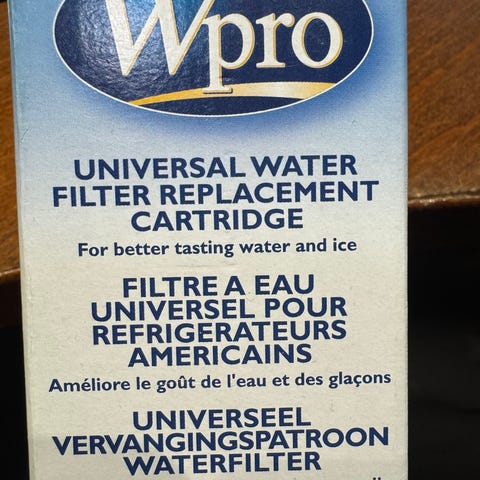 Wpro
UNIVERSAL WATER
FILTER REPLACEMENT
CARTRIDGE
For better tasting water and ice
FILTRE A EAU
UNIVERSEL POUR
REFRIGERATEURS
AMERICAINS
Améliore le goût de l'eau et des glaçons
UNIVERSEEL
VERVANGINGSPATROON
WATERFILTER